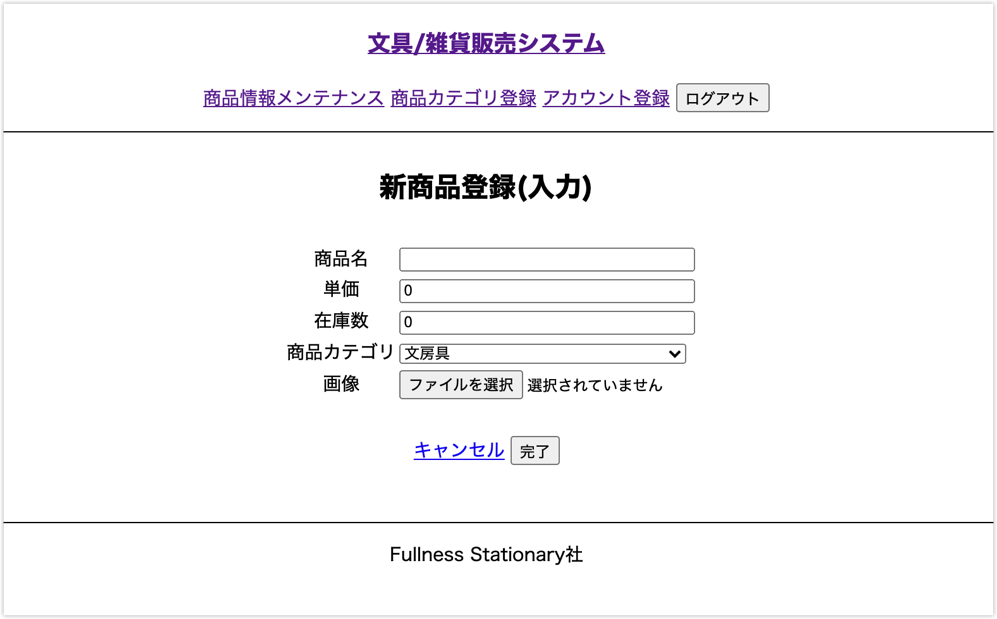 文具/雑貨販売システム
商品情報メンテナンス 商品カテゴリ登録 アカウント登録 ログアウト
新商品登録(入力)
商品名
単価 0
在庫数 0
商品カテゴリ 文房具
画像 ファイルを選択 選択されていません
キャンセル 完了
Fullness Stationary社